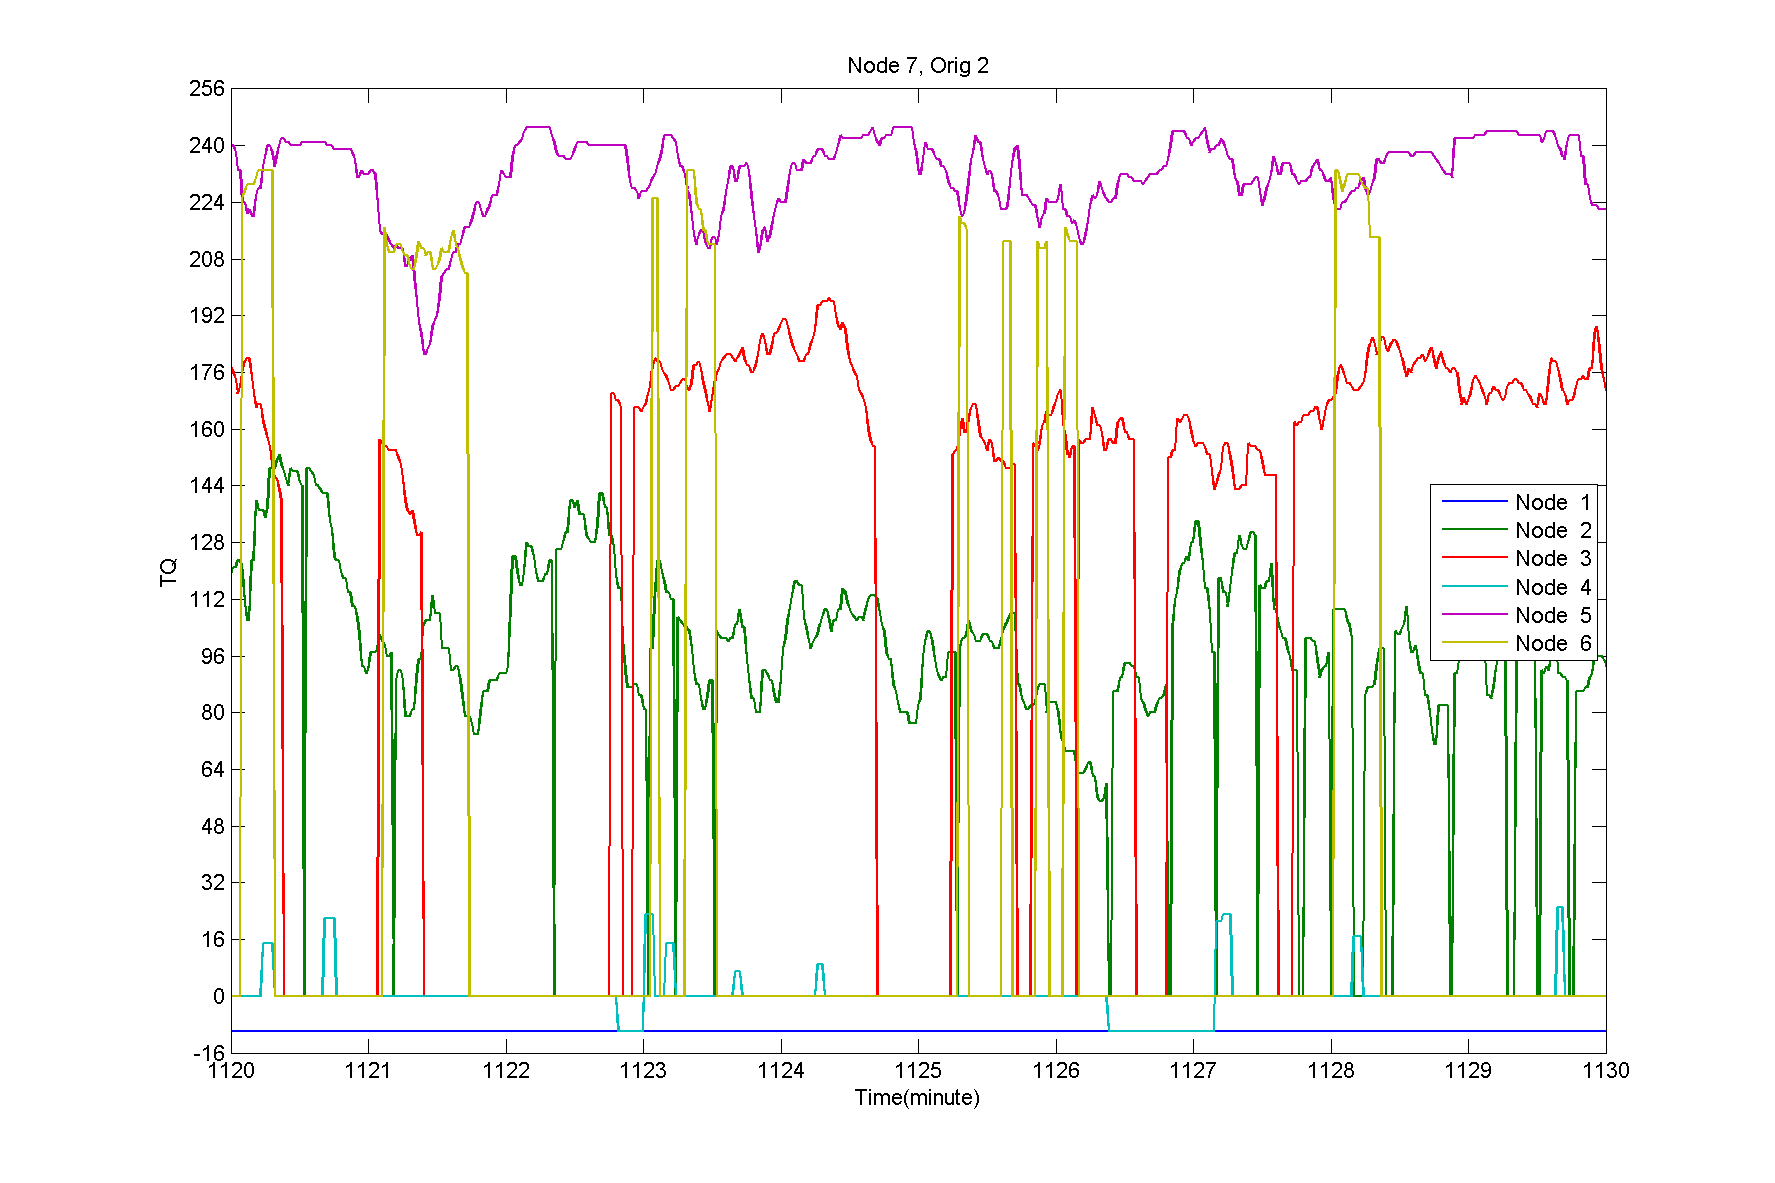 Node 7, Orig 2
256
240
224
208
192
176
160
144
128
112
96
80
64
48
32
16
0
-16
TQ
Node 1
Node 2
Node 3
Node 4
Node 5
Node 6
1120 1121 1122 1123 1124 1125 1126 1127 1128 1129 1130
Time(minute)